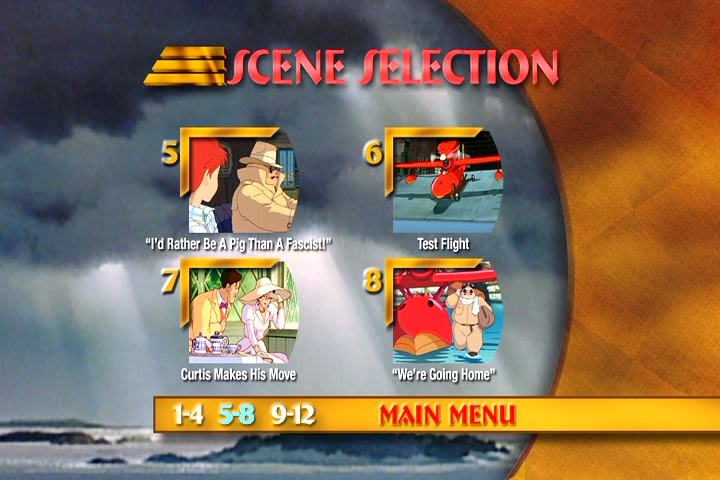 SCENE SELECTION
5
6
"I'd Rather Be A Pig Than A Fascist!"
Test Flight
7
8
Curtis Makes His Move
"We're Going Home"
1-4 5-8 9-12 MAIN MENU